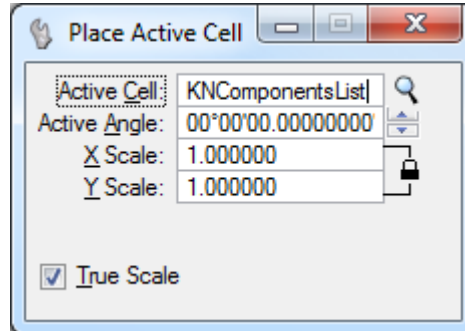 Place Active Cell
Active Cell: KNComponentsList
Active Angle: 00°00'00.00000000'
X Scale: 1.000000
Y Scale: 1.000000
True Scale